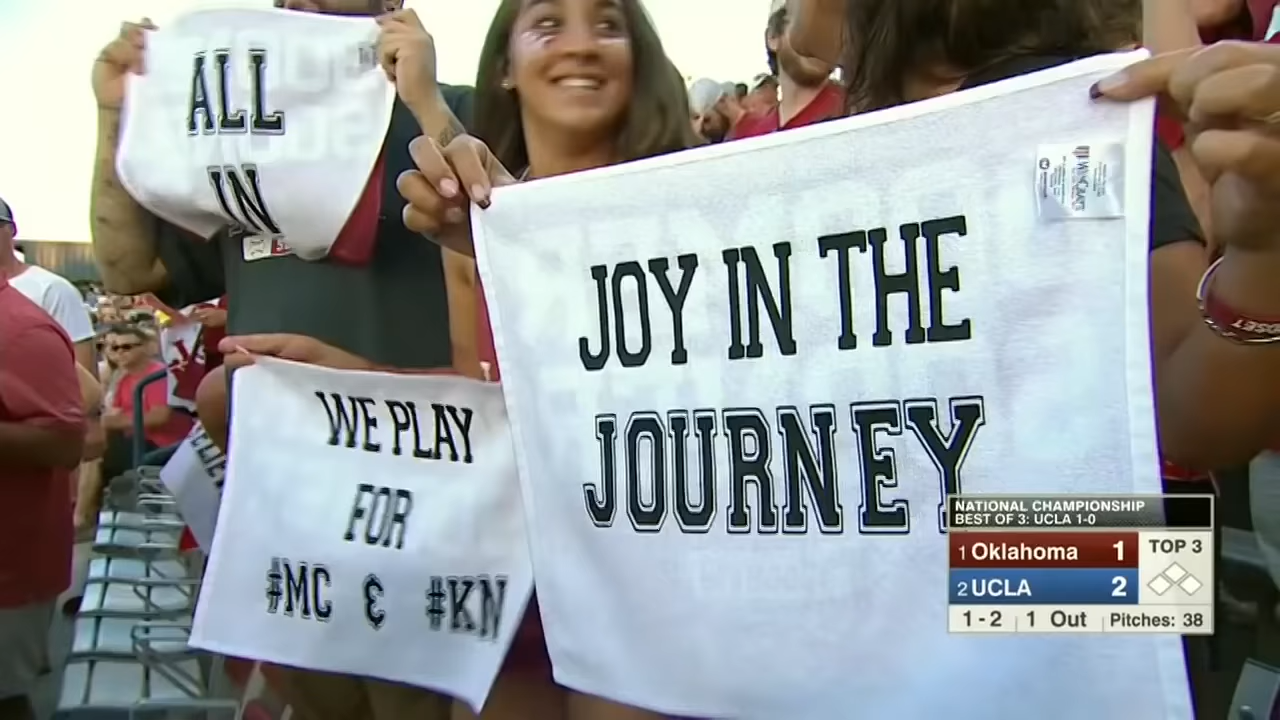 ALL
IN
JOY IN THE
JOURNEY
WE PLAY
FOR
#MC & #KN
WINCRAFT
NATIONAL CHAMPIONSHIP
BEST OF 3: UCLA 1-0
1 Oklahoma 1
2 UCLA 2
TOP 3
1 - 2 1 Out Pitches: 38